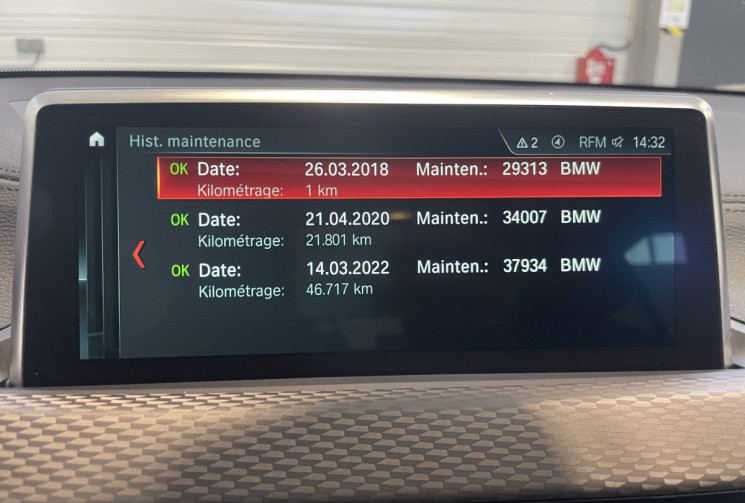 Hist. maintenance 2 RFM 14:32
OK Date: 26.03.2018 Mainten.: 29313 BMW
Kilométrage: 1 km
OK Date: 21.04.2020 Mainten.: 34007 BMW
Kilométrage: 21.801 km
OK Date: 14.03.2022 Mainten.: 37934 BMW
Kilométrage: 46.717 km